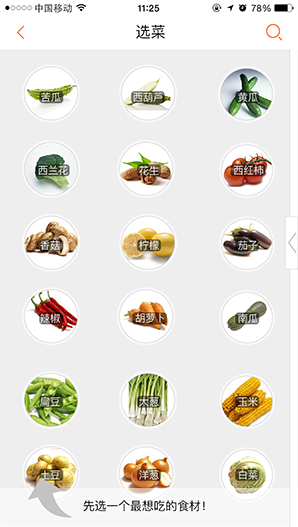 ●○○○○ 中国移动 11:25 78%
选菜
苦瓜 西葫芦 黄瓜
西兰花 花生 西红柿
香菇 柠檬 茄子
辣椒 胡萝卜 南瓜
扁豆 大葱 玉米
土豆 洋葱 白菜
先选一个最想吃的食材！